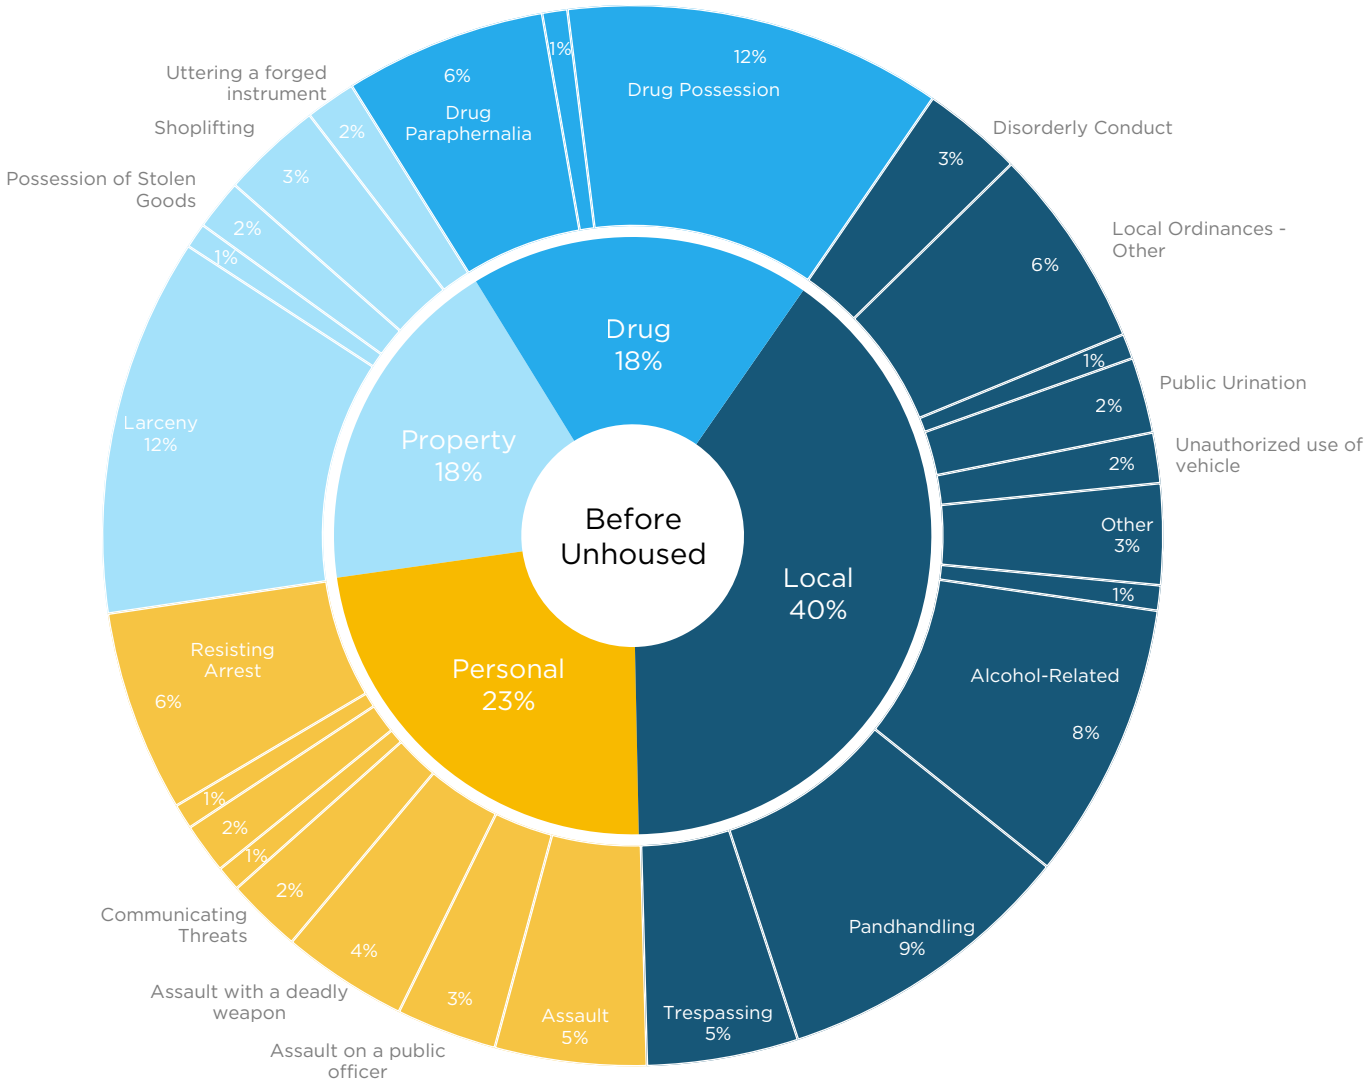 Before
Unhoused
Drug
18%
Local
40%
Personal
23%
Property
18%
6%
Drug
Paraphernalia
1%
12%
Drug Possession
Disorderly Conduct
3%
Local Ordinances -
Other
6%
1%
Public Urination
2%
Unauthorized use of
vehicle
2%
Other
3%
1%
Alcohol-Related
8%
Pandhandling
9%
Trespassing
5%
Assault
5%
3%
Assault on a public
officer
4%
Assault with a deadly
weapon
2%
Communicating
Threats
1%
2%
1%
Resisting
Arrest
6%
Larceny
12%
1%
2%
Possession of Stolen
Goods
3%
Shoplifting
2%
Uttering a forged
instrument